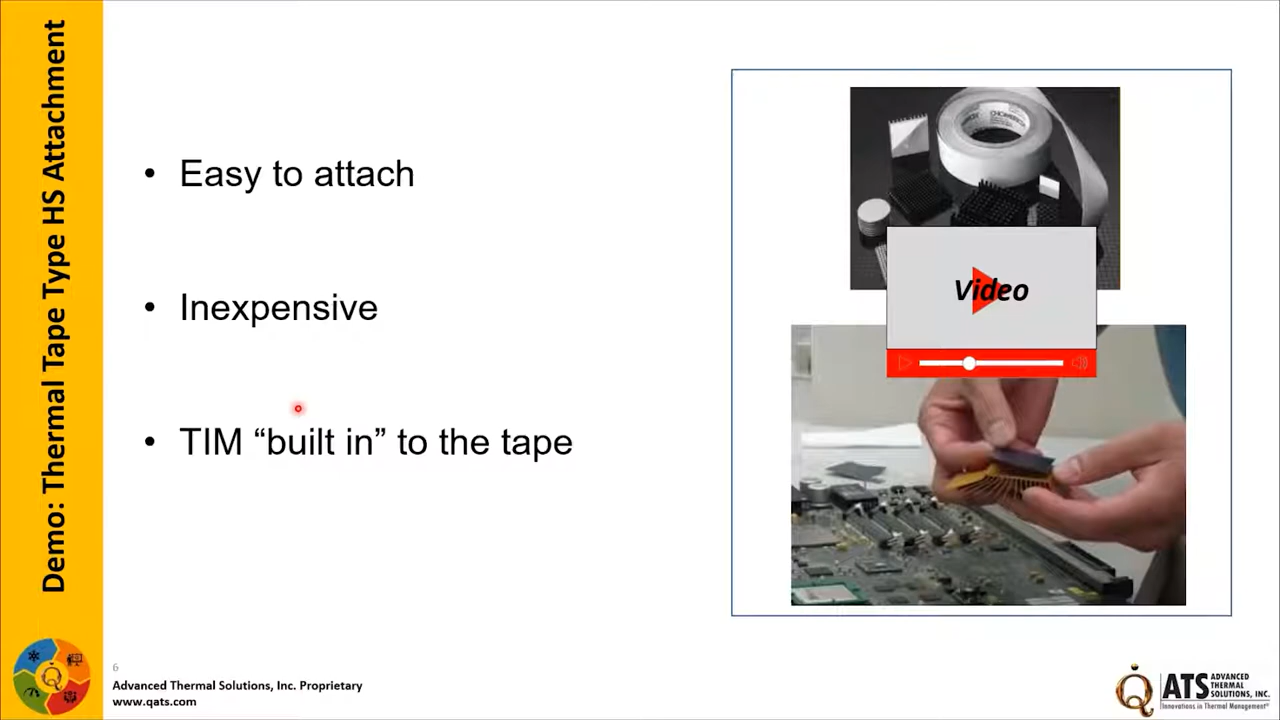 Demo: Thermal Tape Type HS Attachment
• Easy to attach
• Inexpensive
• TIM “built in” to the tape
Video
6
Advanced Thermal Solutions, Inc. Proprietary
www.qats.com
ATS
ADVANCED
THERMAL
SOLUTIONS, INC.
Innovations in Thermal Management®